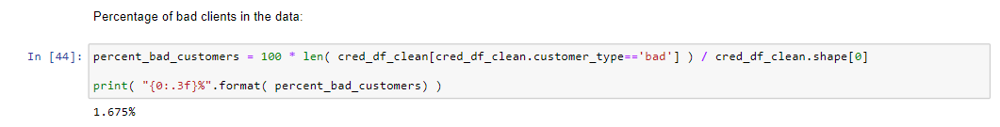 Percentage of bad clients in the data:
In [44]: percent_bad_customers = 100 * len( cred_df_clean[cred_df_clean.customer_type=='bad'] ) / cred_df_clean.shape[0]
print( "{0:.3f}%".format( percent_bad_customers) )
1.675%